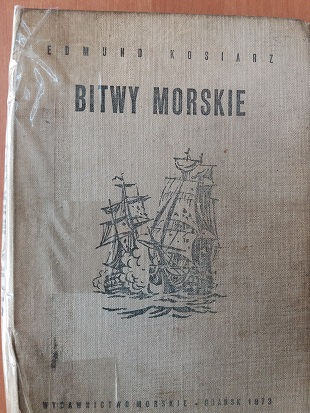 EDMUND KOSIARZ
BITWY MORSKIE
WYDAWNICTWO MORSKIE - GDAŃSK 1973